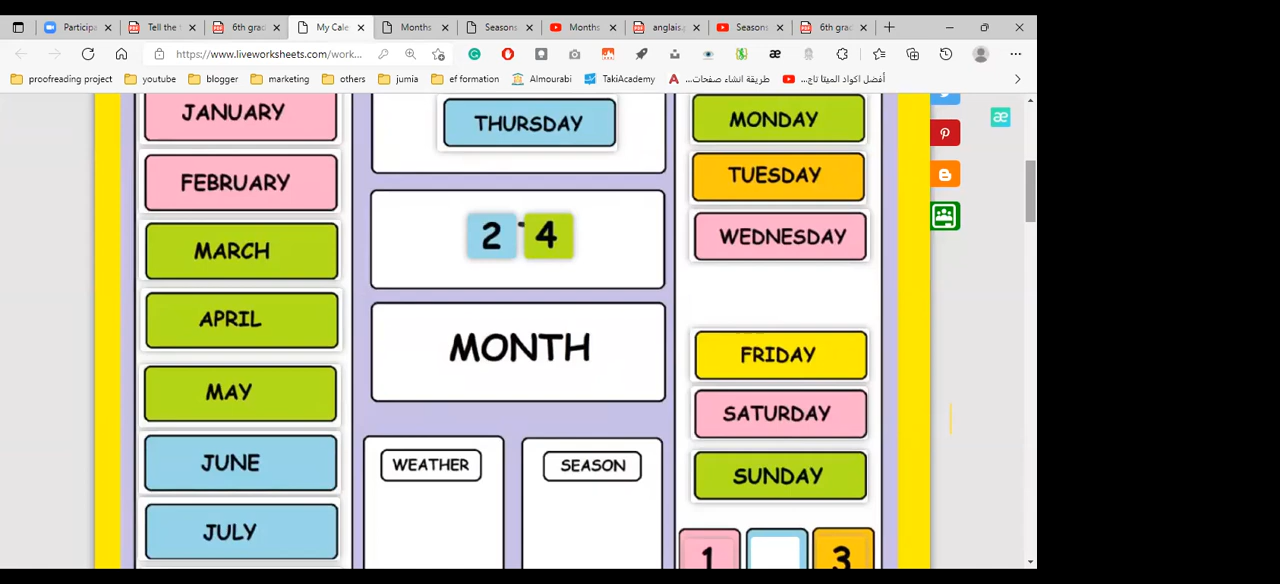 Participa
Tell the
6th grad
My Cale
Months
Seasons
Months
anglais
Seasons
6th grad
https://www.liveworksheets.com/work...
proofreading project
youtube
blogger
marketing
others
jumia
ef formation
Almourabi
TakiAcademy
طريقة انشاء صفحات...
أفضل اكواد الميتا تاج...
JANUARY
FEBRUARY
MARCH
APRIL
MAY
JUNE
JULY
THURSDAY
2 4
MONTH
WEATHER
SEASON
MONDAY
TUESDAY
WEDNESDAY
FRIDAY
SATURDAY
SUNDAY
1
3
æ